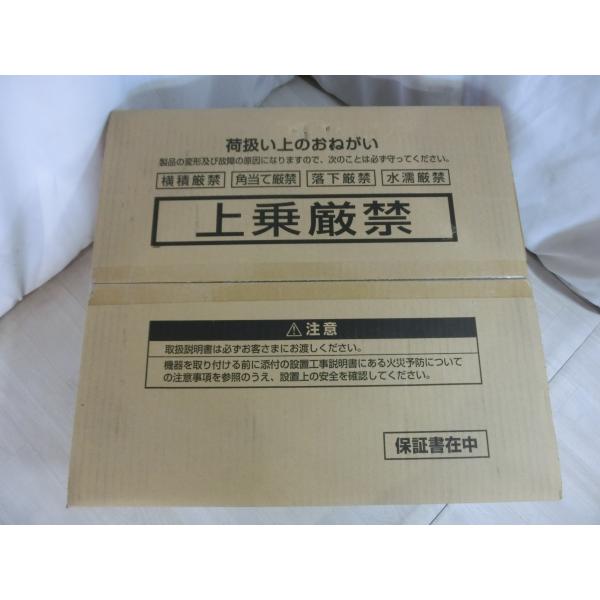 荷扱い上のおねがい
製品の変形及び故障の原因になりますので、次のことは必ず守ってください。
横積厳禁 角当て厳禁 落下厳禁 水濡厳禁
上乗厳禁
⚠注意
取扱説明書は必ずお客さまにお渡しください。
機器を取り付ける前に添付の設置工事説明書にある火災予防について
の注意事項を参照のうえ、設置上の安全を確認してください。
保証書在中